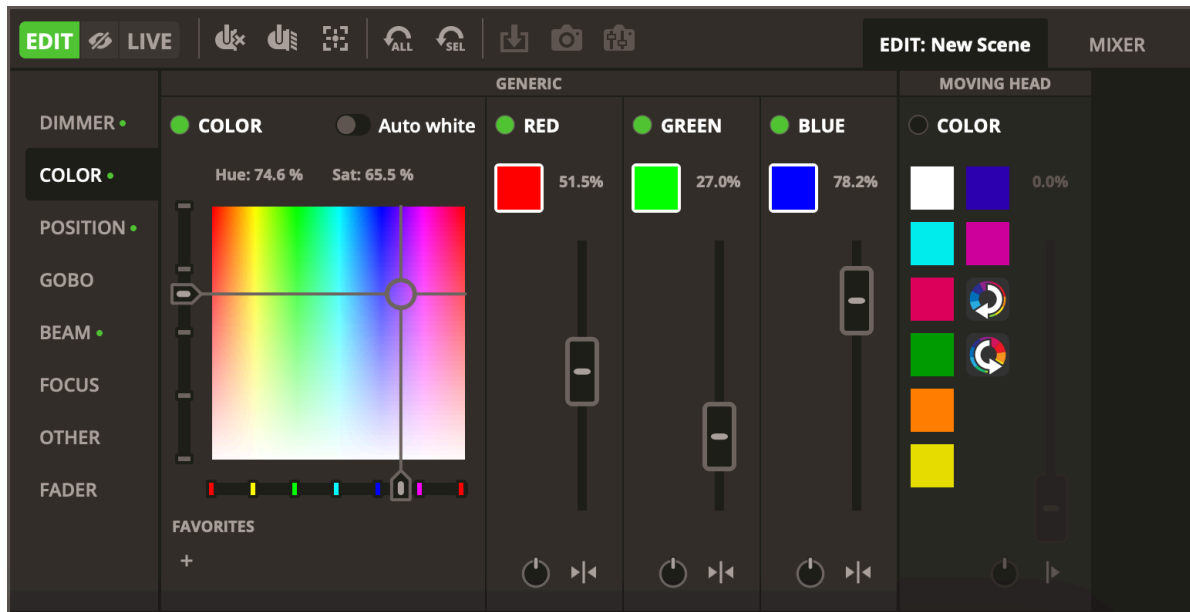 EDIT LIVE ALL SEL EDIT: New Scene MIXER
GENERIC MOVING HEAD
DIMMER
COLOR
POSITION
GOBO
BEAM
FOCUS
OTHER
FADER
COLOR Auto white
Hue: 74.6 % Sat: 65.5 %
FAVORITES
+
RED
51.5%
GREEN
27.0%
BLUE
78.2%
COLOR
0.0%